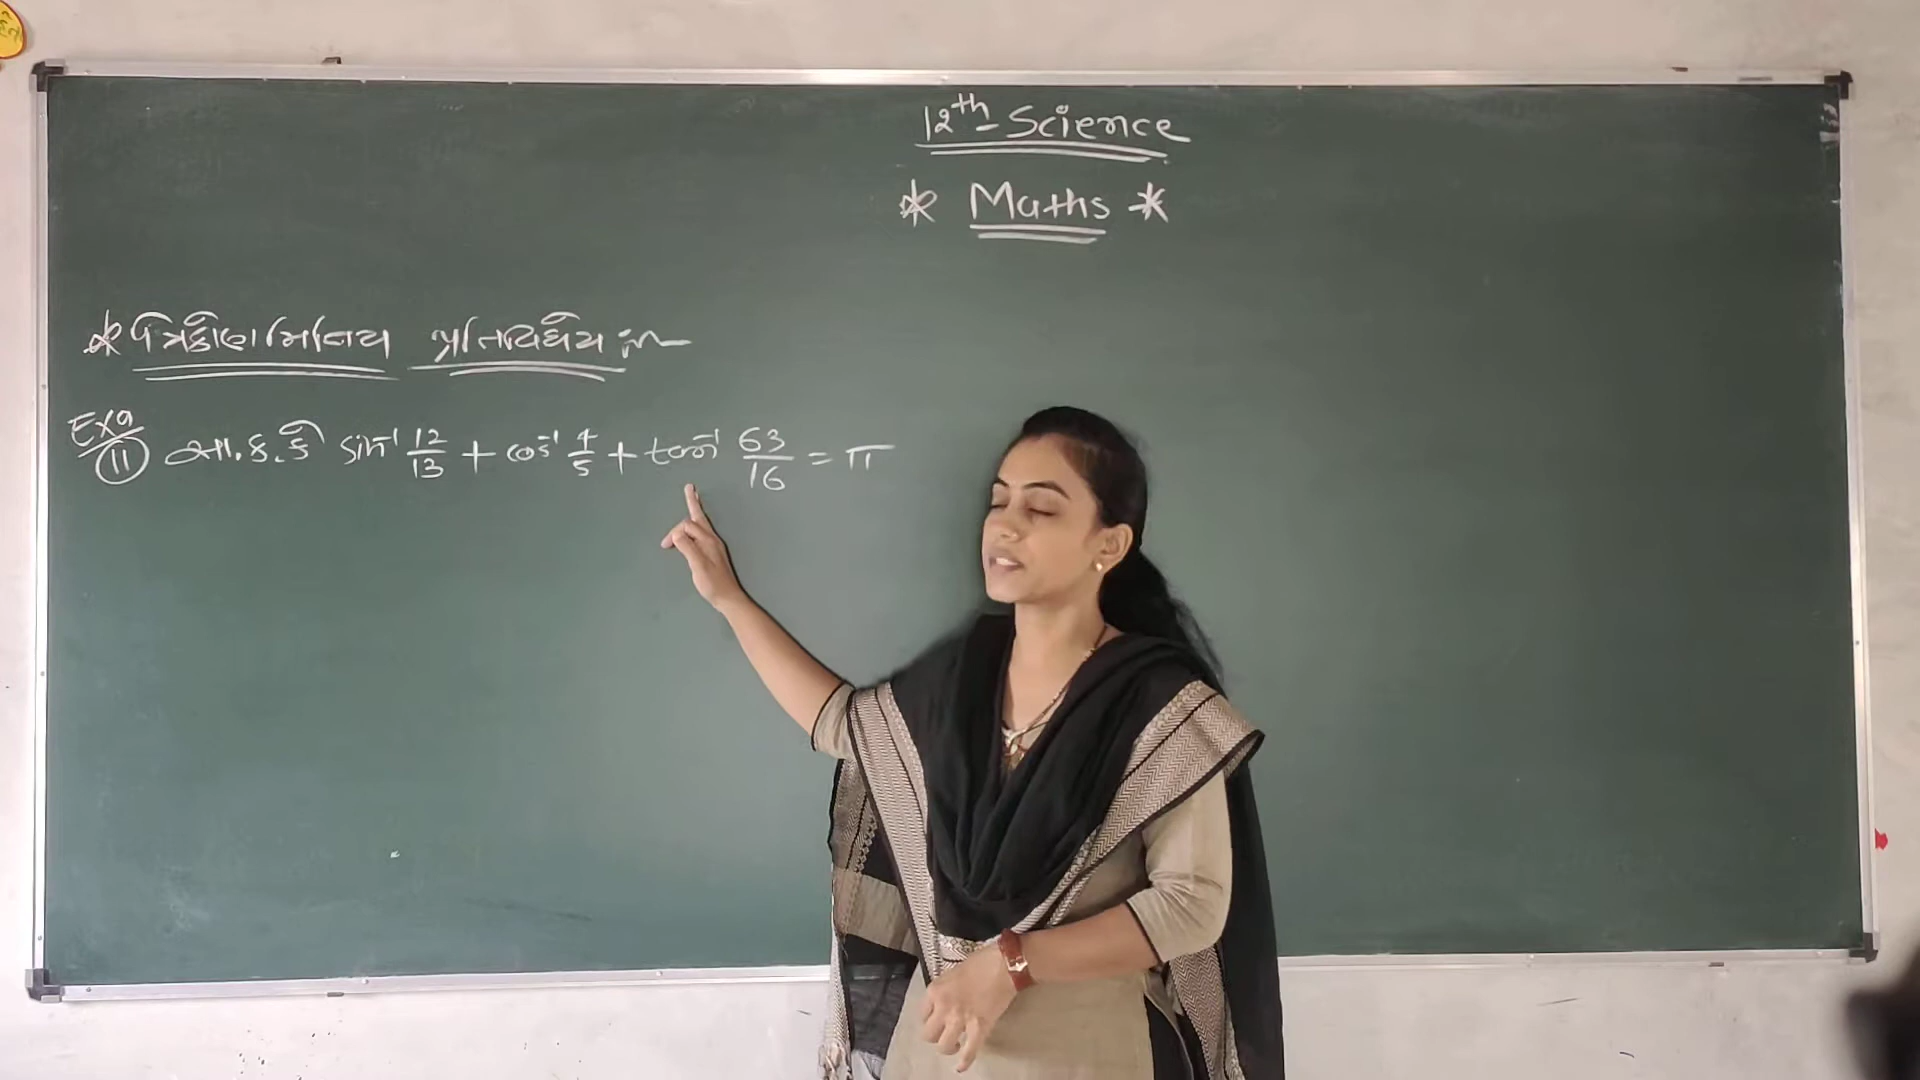 12th - Science
* Maths *
* ત્રિકોણમિતિય પ્રતિવિધેય :~
Exa 11 સા.ક.કે sin⁻¹ 12/13 + cos⁻¹ 4/5 + tan⁻¹ 63/16 = π